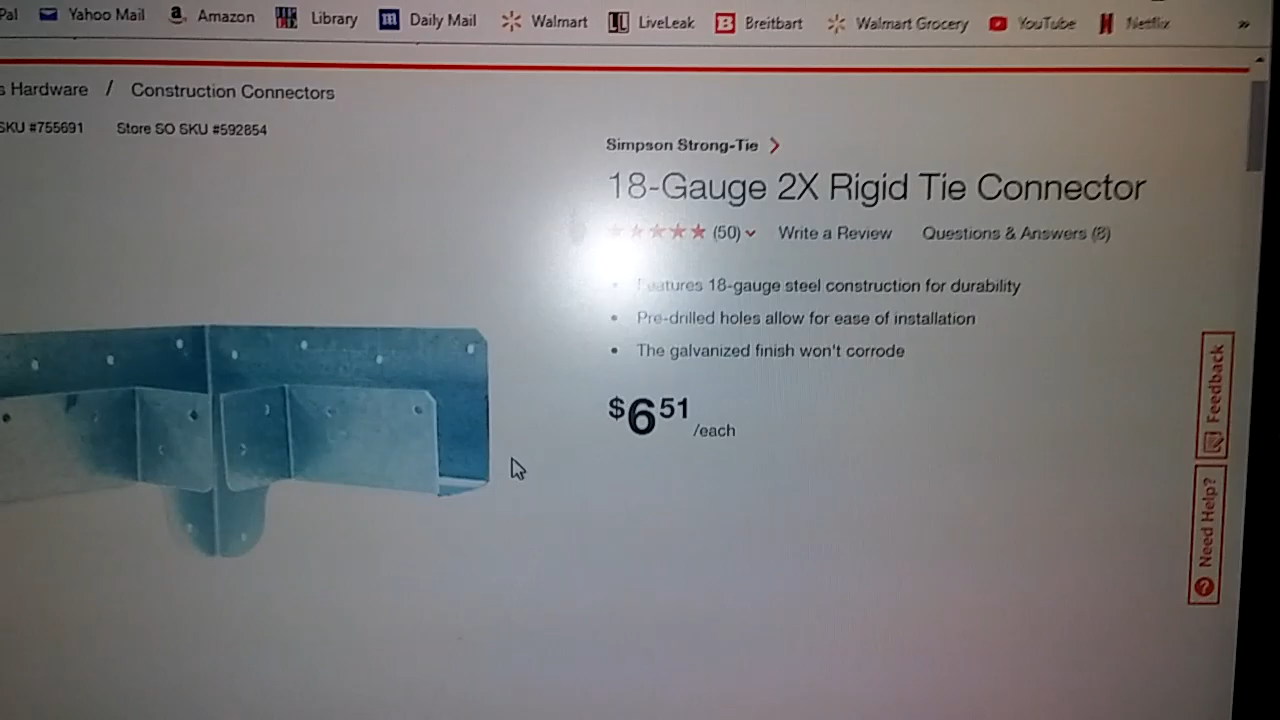 Pal Yahoo Mail a Amazon Library m Daily Mail Walmart LL LiveLeak B Breitbart Walmart Grocery YouTube N Netflix »
s Hardware / Construction Connectors
SKU #755691 Store SO SKU #592854
Simpson Strong-Tie >
18-Gauge 2X Rigid Tie Connector
(50) Write a Review Questions & Answers (8)
• Features 18-gauge steel construction for durability
• Pre-drilled holes allow for ease of installation
• The galvanized finish won't corrode
$6 51 /each
Feedback
? Need Help?